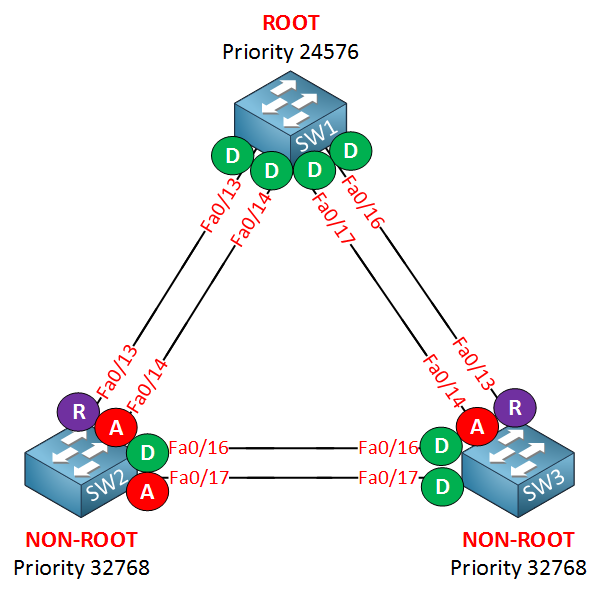 ROOT
Priority 24576
SW1
D
D
D
D
Fa0/13
Fa0/14
Fa0/17
Fa0/16
Fa0/13
Fa0/14
Fa0/14
Fa0/13
R
A
D
A
Fa0/16
Fa0/17
Fa0/16
Fa0/17
D
D
A
R
SW2
SW3
NON-ROOT
Priority 32768
NON-ROOT
Priority 32768